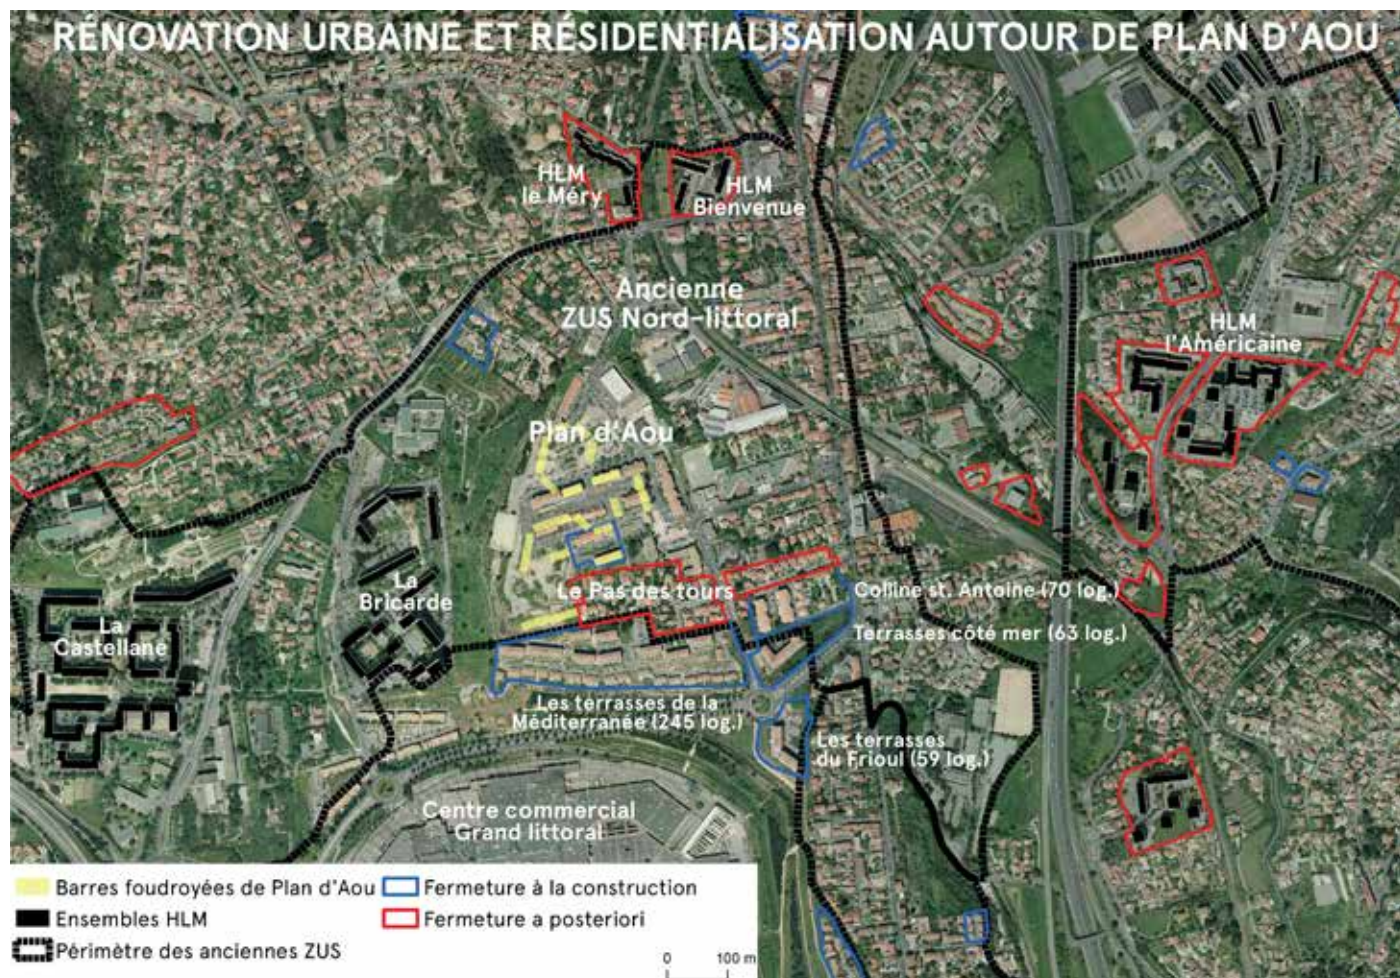 RÉNOVATION URBAINE ET RÉSIDENTIALISATION AUTOUR DE PLAN D'AOU
HLM
le Méry
HLM
Bienvenue
Ancienne
ZUS Nord-littoral
HLM
l'Américaine
Plan d'Aou
La
Bricarde
Le Pas des tours
Colline st. Antoine (70 log.)
La
Castellane
Terrasses côté mer (63 log.)
Les terrasses de la
Méditerranée (245 log.)
Les terrasses
du Frioul (59 log.)
Centre commercial
Grand littoral
Barres foudroyées de Plan d'Aou
Fermeture à la construction
Ensembles HLM
Fermeture a posteriori
Périmètre des anciennes ZUS
0 100 m